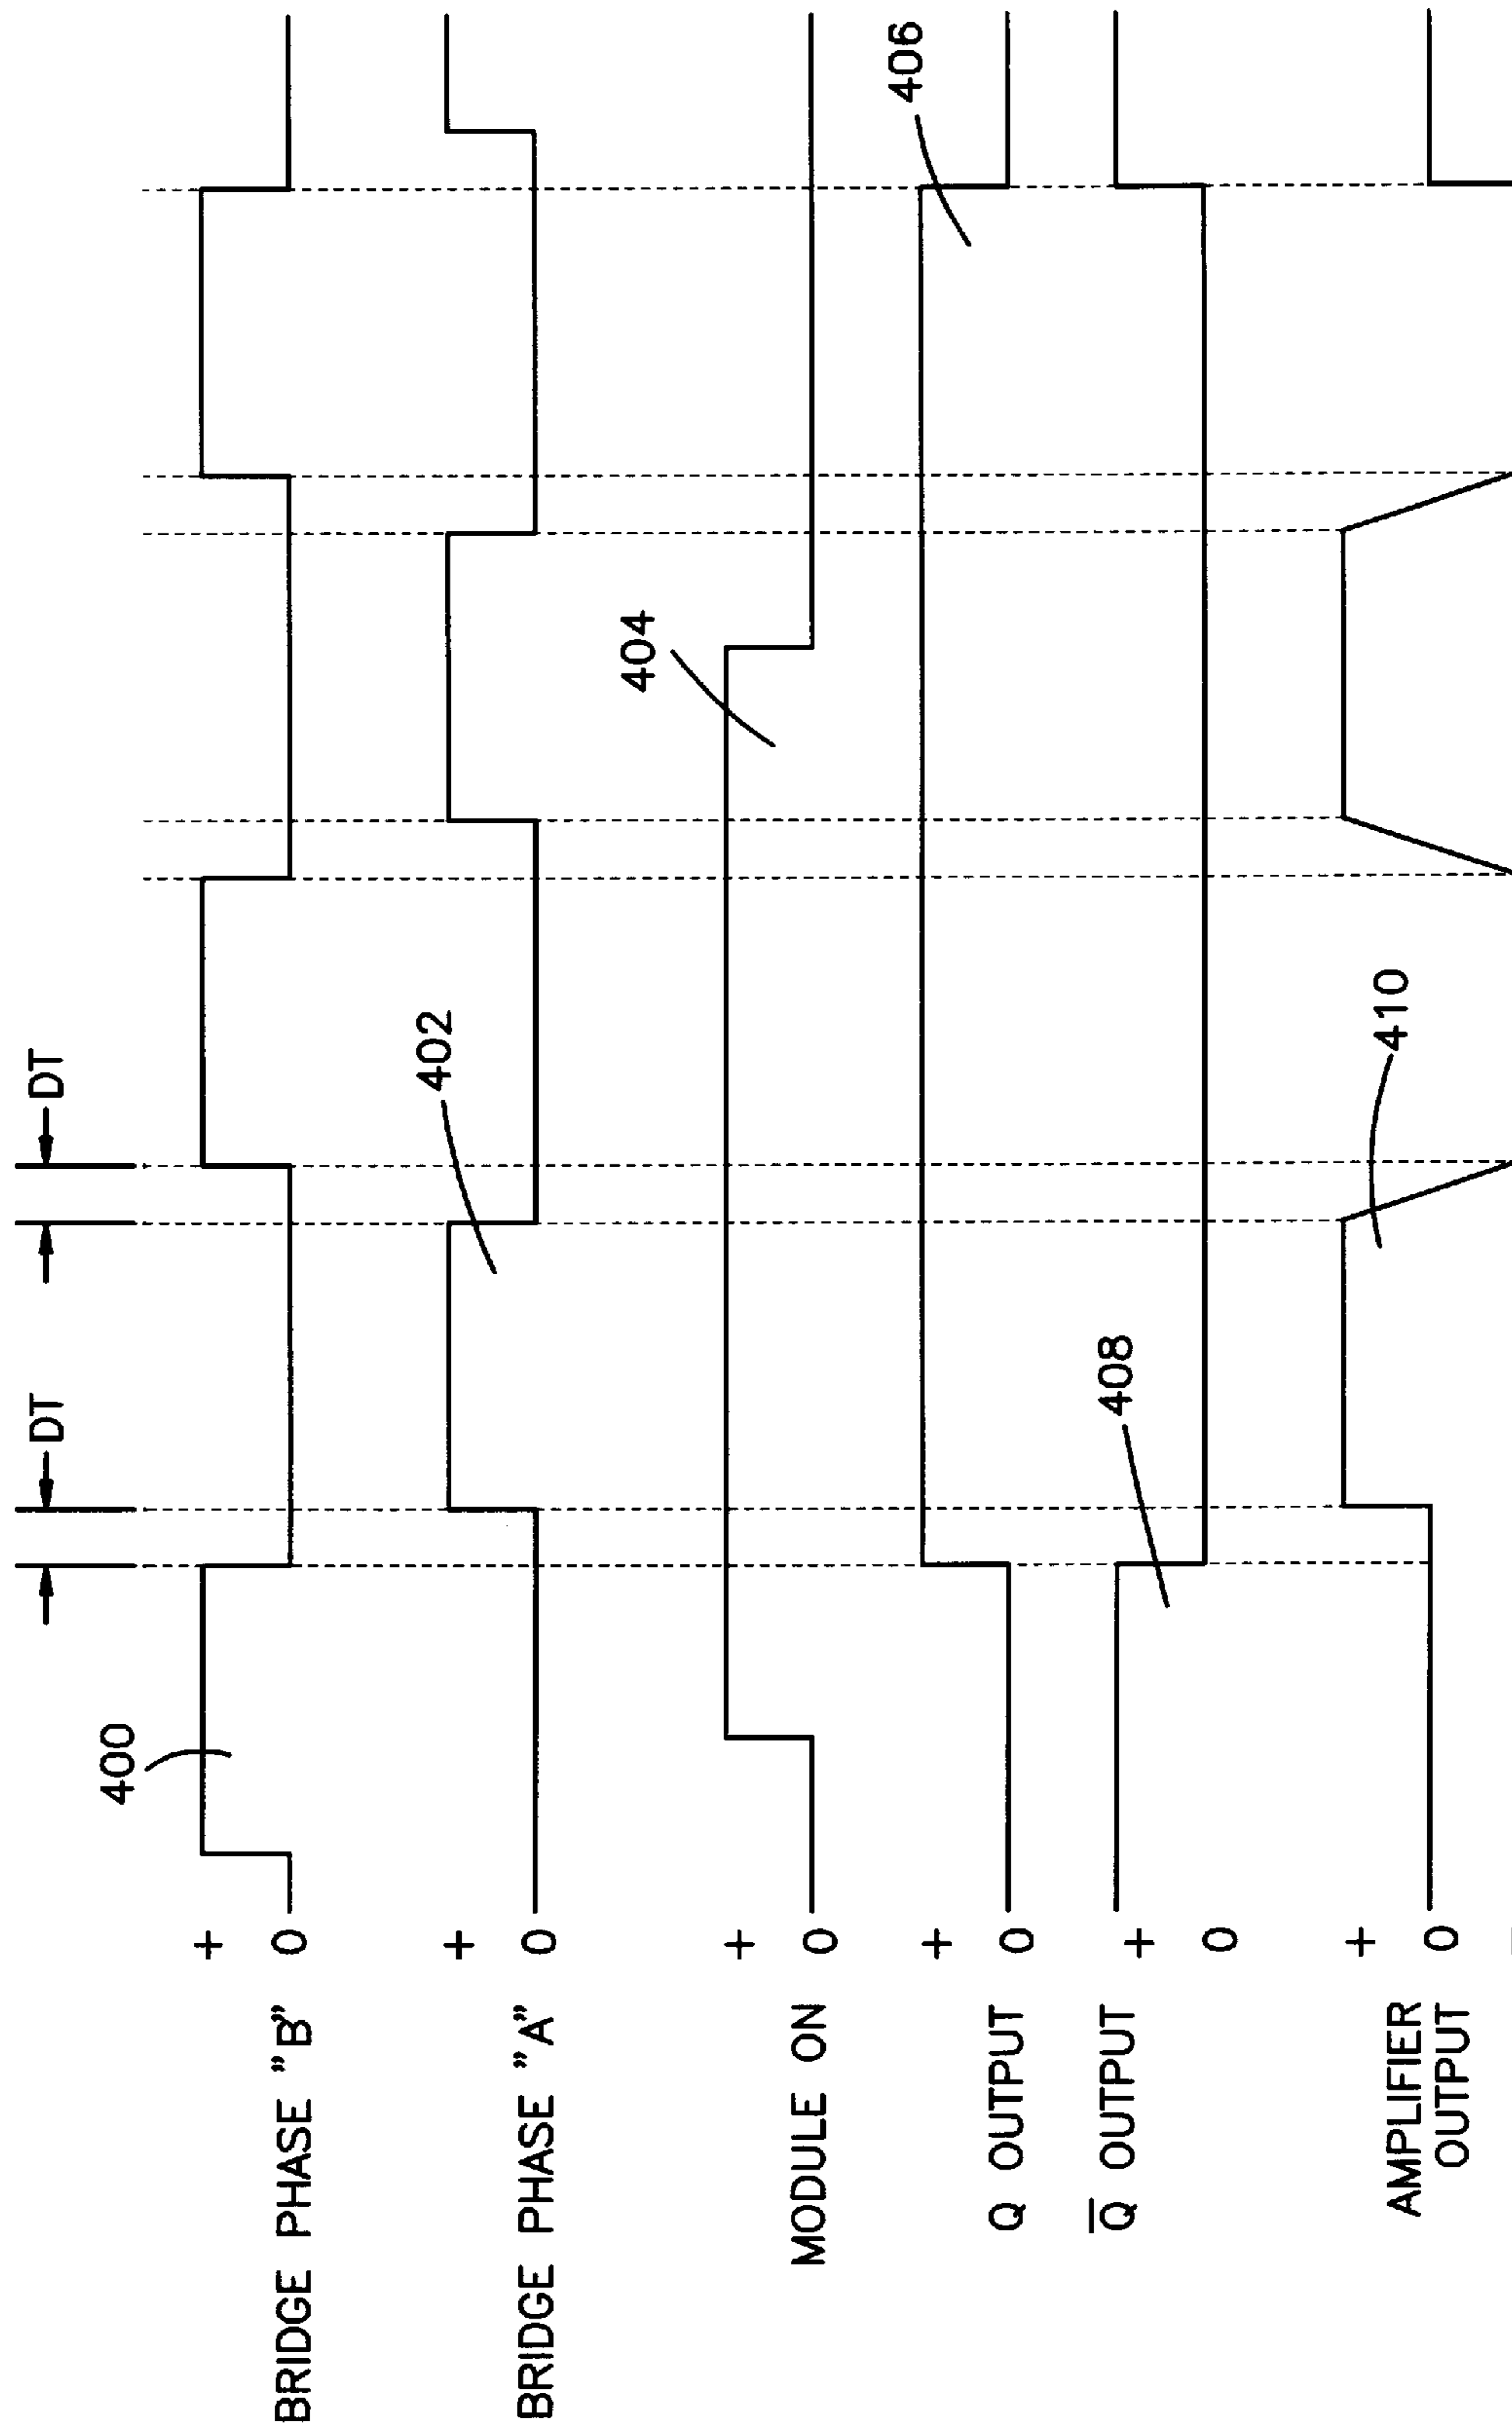 DT
DT
400
BRIDGE PHASE "B"
+
0
402
BRIDGE PHASE "A"
+
0
404
MODULE ON
+
0
406
Q OUTPUT
+
0
408
Q̅ OUTPUT
+
0
410
AMPLIFIER
OUTPUT
+
0